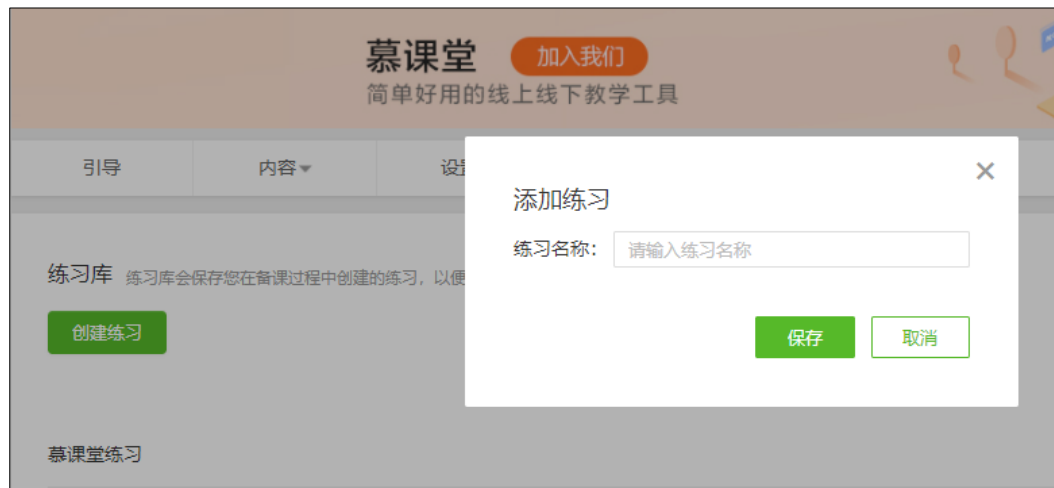 慕课堂 加入我们
简单好用的线上线下教学工具
引导 内容 设
添加练习
练习名称: 请输入练习名称
保存 取消
练习库 练习库会保存您在备课过程中创建的练习，以便
创建练习
慕课堂练习